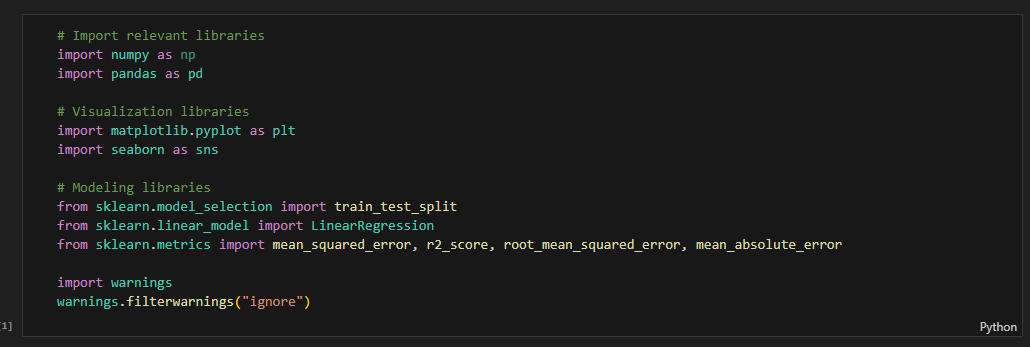 # Import relevant libraries
import numpy as np
import pandas as pd
# Visualization libraries
import matplotlib.pyplot as plt
import seaborn as sns
# Modeling libraries
from sklearn.model_selection import train_test_split
from sklearn.linear_model import LinearRegression
from sklearn.metrics import mean_squared_error, r2_score, root_mean_squared_error, mean_absolute_error
import warnings
warnings.filterwarnings("ignore")
[1]
Python